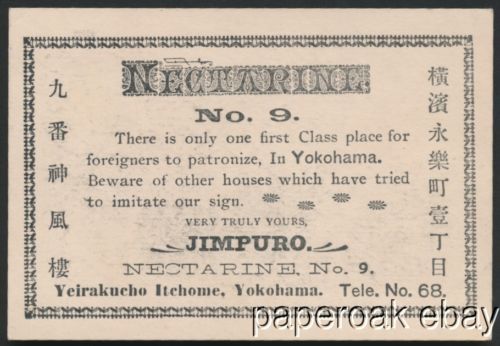 NECTARINE.
No. 9.
There is only one first Class place for
foreigners to patronize, In Yokohama.
Beware of other houses which have tried
to imitate our sign.
VERY TRULY YOURS,
JIMPURO.
NECTARINE, No. 9.
Yeirakucho Itchome, Yokohama. Tele. No. 68.
橫濱永樂町壹丁目
九番神風樓
paperoak ebay